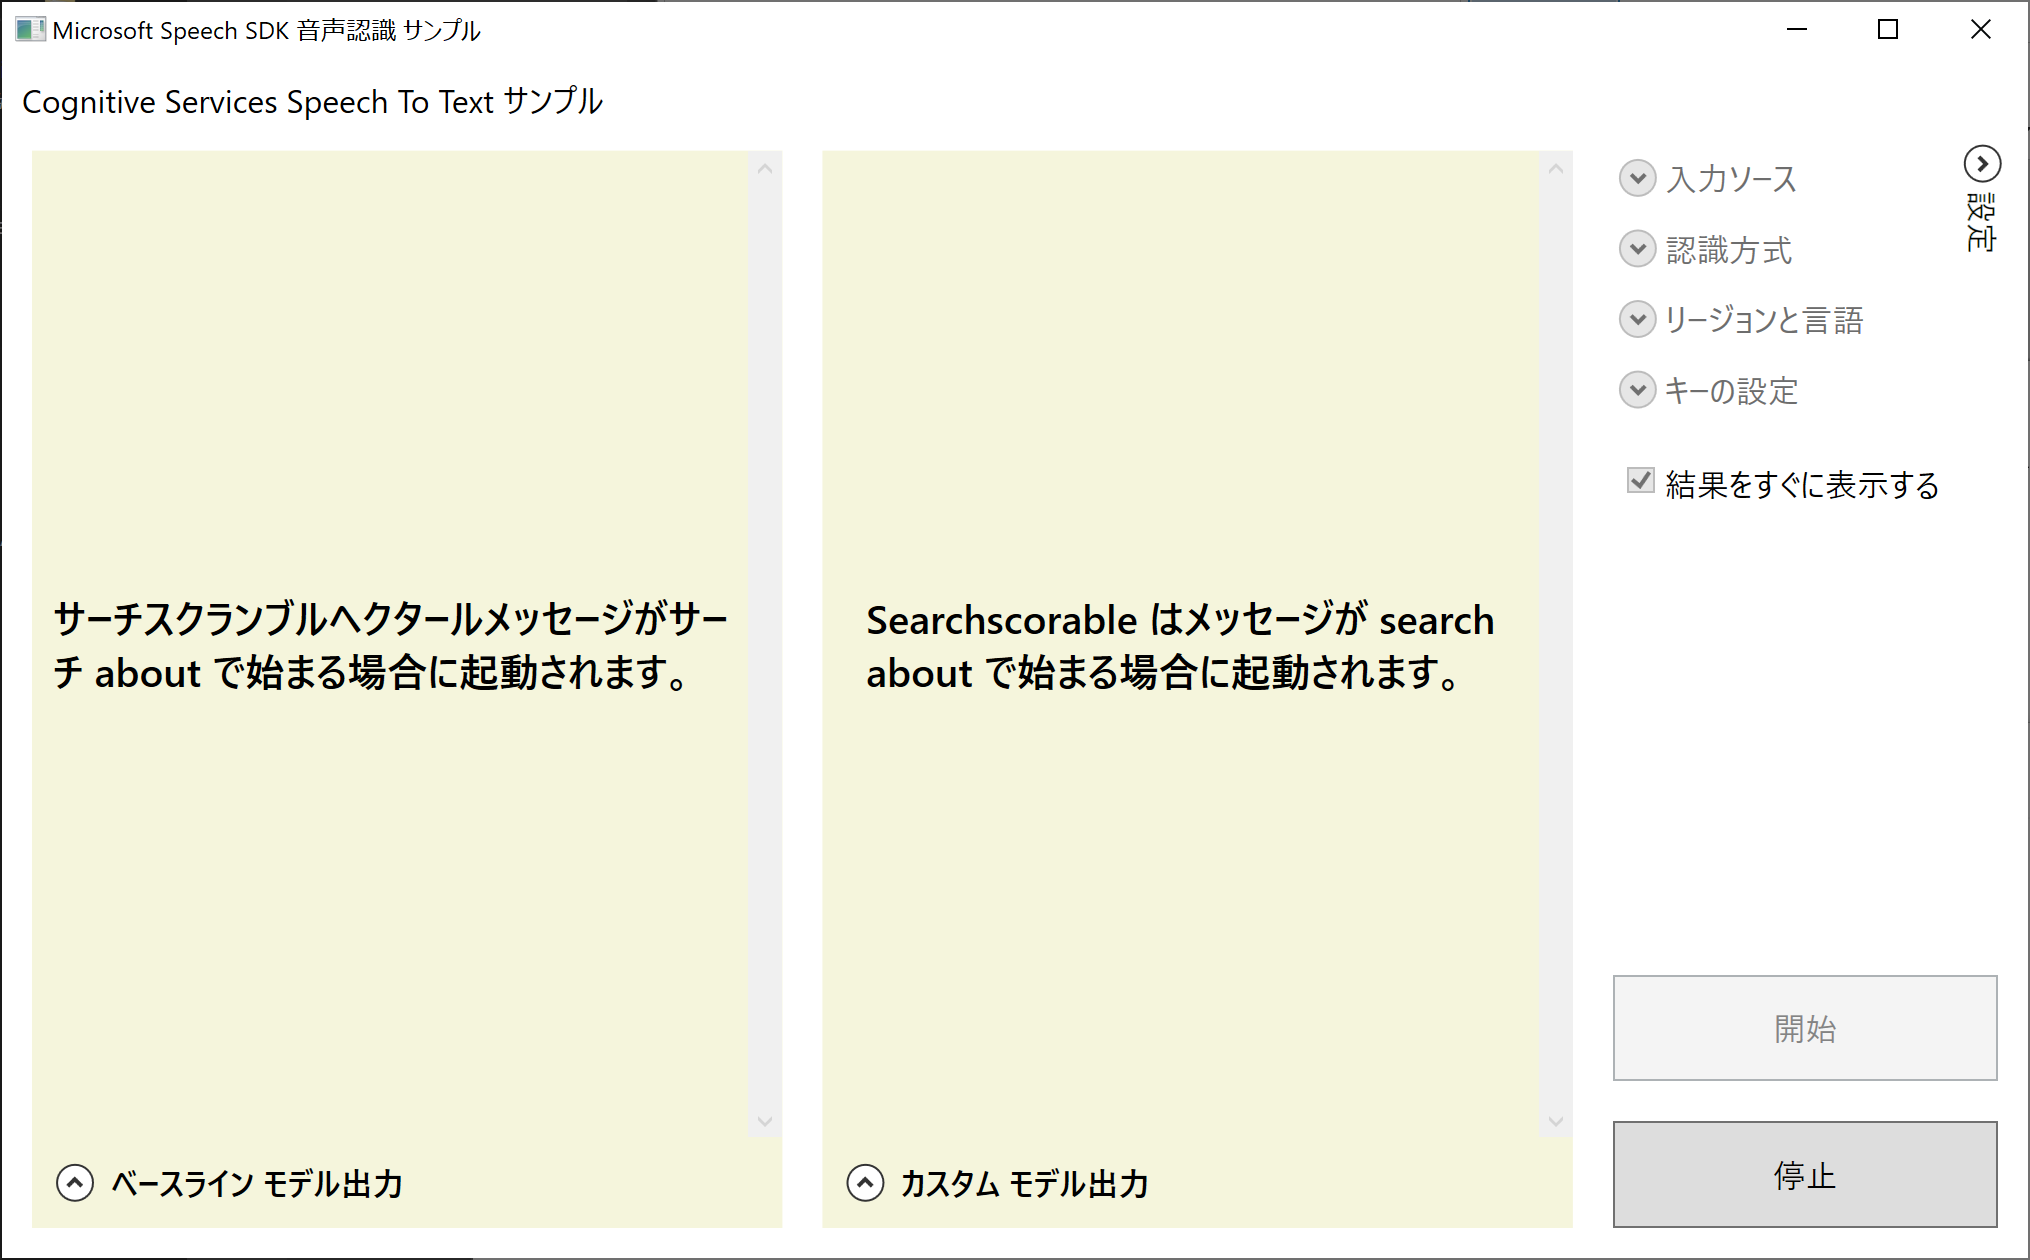 Microsoft Speech SDK 音声認識 サンプル
Cognitive Services Speech To Text サンプル
サーチスクランブルヘクタールメッセージがサー
チ about で始まる場合に起動されます。
ベースライン モデル出力
Searchscorable はメッセージが search
about で始まる場合に起動されます。
カスタム モデル出力
設定
入力ソース
認識方式
リージョンと言語
キーの設定
結果をすぐに表示する
開始
停止